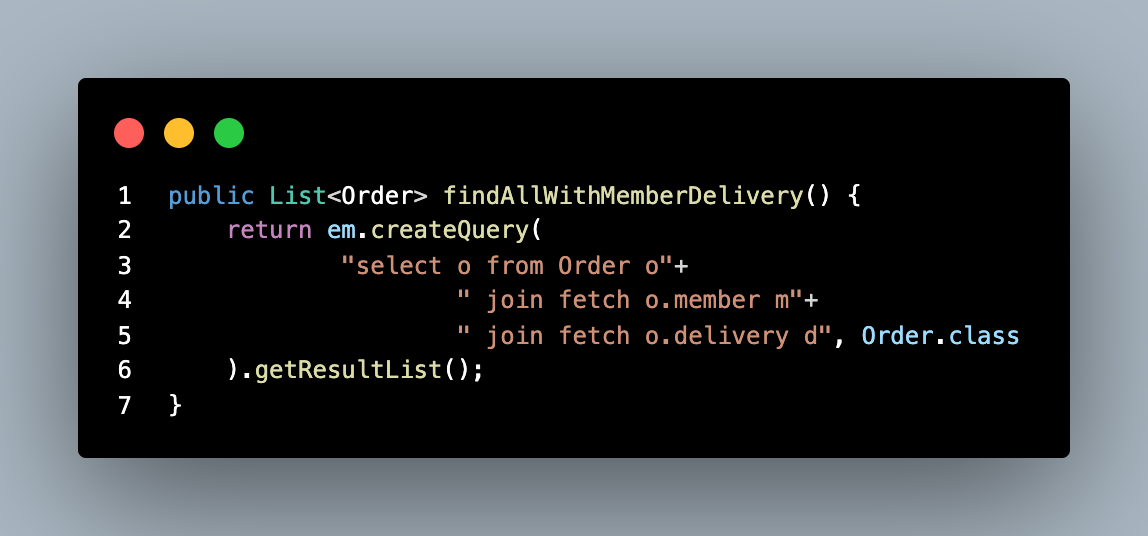 1 public List<Order> findAllWithMemberDelivery() {
2     return em.createQuery(
3             "select o from Order o"+
4                     " join fetch o.member m"+
5                     " join fetch o.delivery d", Order.class
6     ).getResultList();
7 }